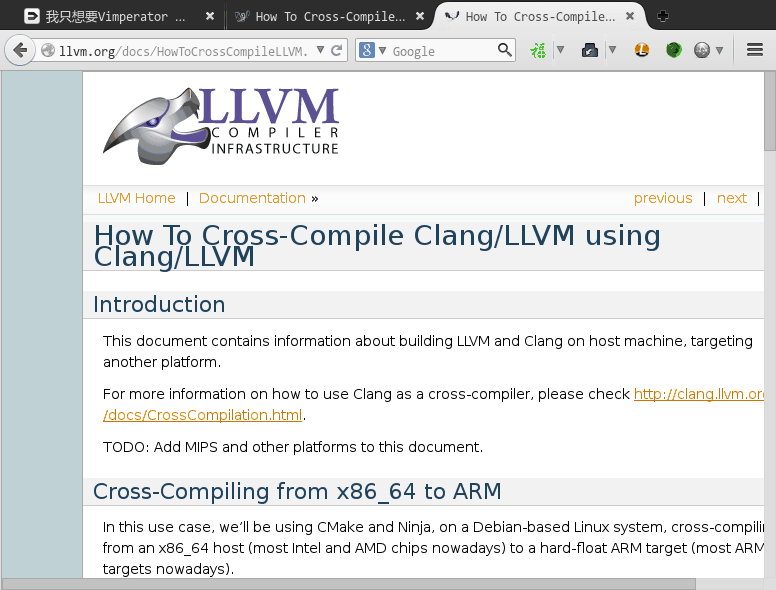 我只想要Vimperator ...
How To Cross-Compile...
How To Cross-Compile...
llvm.org/docs/HowToCrossCompileLLVM.
Google
LLVM
COMPILER
INFRASTRUCTURE
LLVM Home | Documentation »
previous | next |
How To Cross-Compile Clang/LLVM using
Clang/LLVM
Introduction
This document contains information about building LLVM and Clang on host machine, targeting
another platform.
For more information on how to use Clang as a cross-compiler, please check http://clang.llvm.org
/docs/CrossCompilation.html.
TODO: Add MIPS and other platforms to this document.
Cross-Compiling from x86_64 to ARM
In this use case, we’ll be using CMake and Ninja, on a Debian-based Linux system, cross-compilin
from an x86_64 host (most Intel and AMD chips nowadays) to a hard-float ARM target (most ARM
targets nowadays).